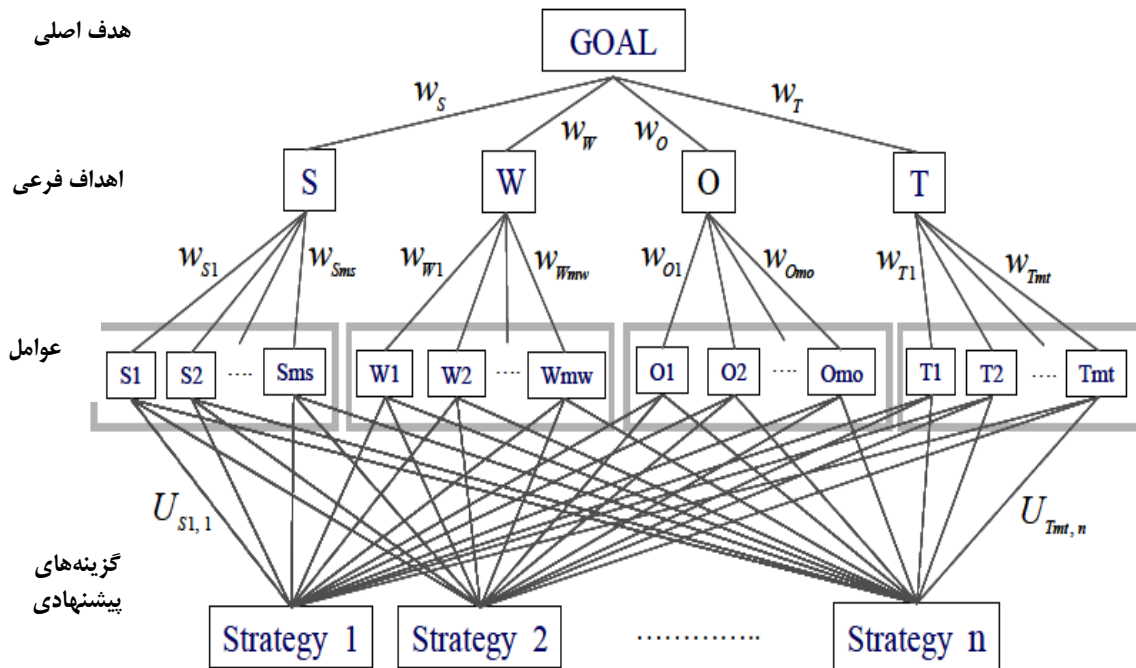 هدف اصلی
GOAL
w_S
w_W
w_O
w_T
اهداف فرعی
S W O T
w_S1 w_Sms w_W1 w_Wmw w_O1 w_Omo w_T1 w_Tmt
عوامل
S1 S2 .... Sms W1 W2 .... Wmw O1 O2 .... Omo T1 T2 .... Tmt
U_S1, 1 U_Tmt, n
گزینه‌های
پیشنهادی
Strategy 1 Strategy 2 ............. Strategy n